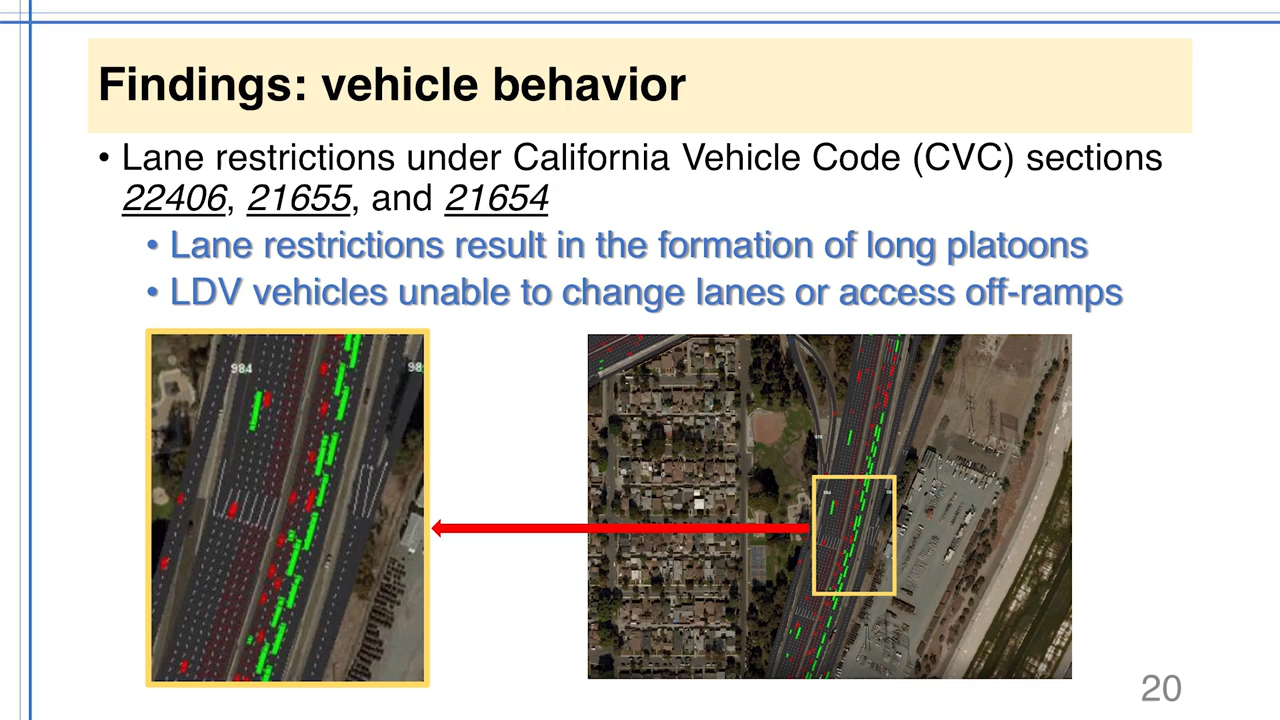 Findings: vehicle behavior
• Lane restrictions under California Vehicle Code (CVC) sections
22406, 21655, and 21654
• Lane restrictions result in the formation of long platoons
• LDV vehicles unable to change lanes or access off-ramps
984
20